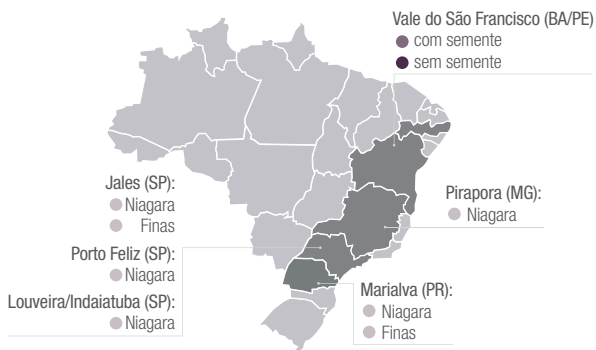 Vale do São Francisco (BA/PE)
com semente
sem semente
Jales (SP):
Niagara
Finas
Pirapora (MG):
Niagara
Porto Feliz (SP):
Niagara
Louveira/Indaiatuba (SP):
Niagara
Marialva (PR):
Niagara
Finas